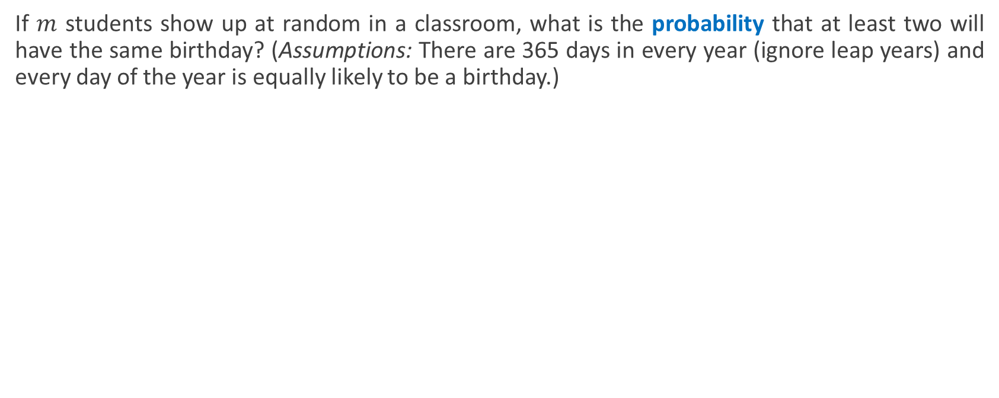 If m students show up at random in a classroom, what is the probability that at least two will
have the same birthday? (Assumptions: There are 365 days in every year (ignore leap years) and
every day of the year is equally likely to be a birthday.)